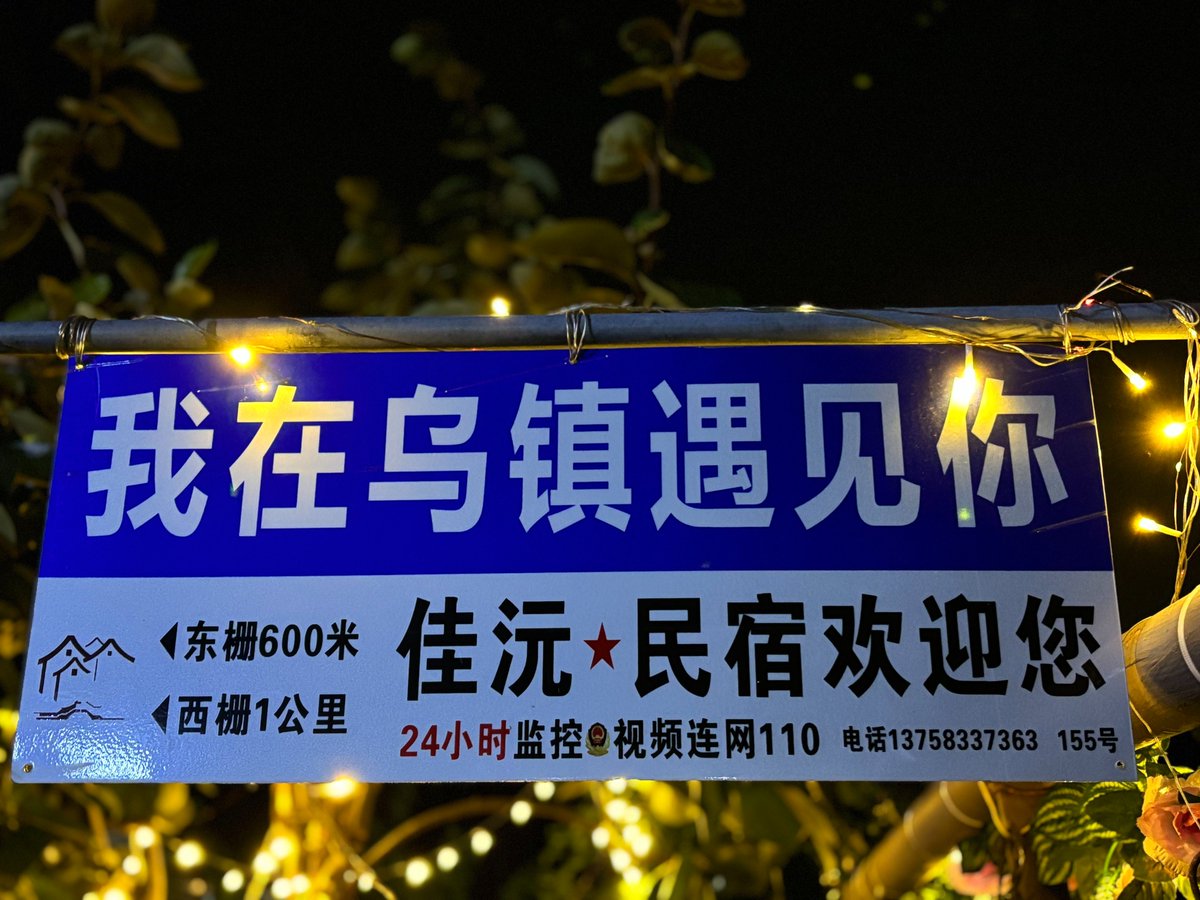 我在乌镇遇见你
东栅600米
西栅1公里
佳沅★民宿欢迎您
24小时监控视频连网110 电话13758337363 155号